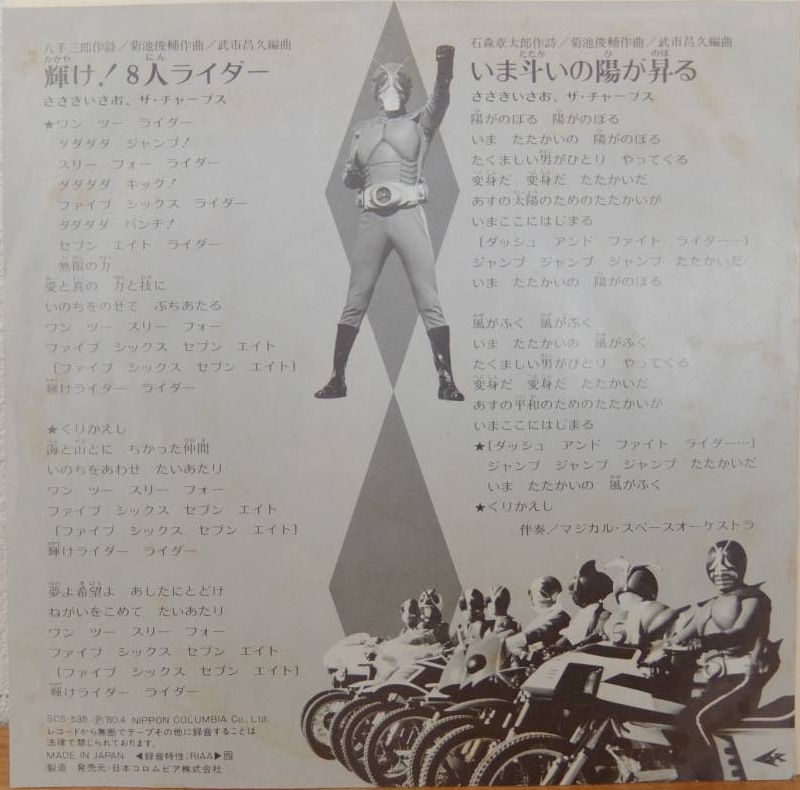 八手三郎作詩／菊池俊輔作曲／武市昌久編曲
輝け！8人ライダー
ささきいさお、ザ・チャープス
★ワン　ツー　ライダー
ダダダダ　ジャンプ！
スリー　フォー　ライダー
ダダダダ　キック！
ファイブ　シックス　ライダー
ダダダダ　パンチ！
セブン　エイト　ライダー
無限の力
愛と真の　力と技に
いのちをのせて　ぶちあたる
ワン　ツー　スリー　フォー
ファイブ　シックス　セブン　エイト
〔ファイブ　シックス　セブン　エイト〕
輝けライダー　ライダー
★くりかえし
海と山とに　ちかった仲間
いのちをあわせ　たいあたり
ワン　ツー　スリー　フォー
ファイブ　シックス　セブン　エイト
〔ファイブ　シックス　セブン　エイト〕
輝けライダー　ライダー
夢よ希望よ　あしたにとどけ
ねがいをこめて　たいあたり
ワン　ツー　スリー　フォー
ファイブ　シックス　セブン　エイト
〔ファイブ　シックス　セブン　エイト〕
輝けライダー　ライダー
SCS-535 Ⓟ'80.4 NIPPON COLUMBIA Co., Ltd.
レコードから無断でテープその他に録音することは
法律で禁じられております。
MADE IN JAPAN ◀録音特性：RIAA▶
製造　発売元・日本コロムビア株式会社
石森章太郎作詩／菊池俊輔作曲／武市昌久編曲
いま斗いの陽が昇る
ささきいさお、ザ・チャープス
陽がのぼる　陽がのぼる
いま　たたかいの　陽がのぼる
たくましい男がひとり　やってくる
変身だ　変身だ　たたかいだ
あすの太陽のためのたたかいが
いまここにはじまる
〔ダッシュ　アンド　ファイト　ライダー…〕
ジャンプ　ジャンプ　ジャンプ　たたかいだ
いま　たたかいの　陽がのぼる
風がふく　風がふく
いま　たたかいの　風がふく
たくましい男がひとり　やってくる
変身だ　変身だ　たたかいだ
あすの平和のためのたたかいが
いまここにはじまる
★〔ダッシュ　アンド　ファイト　ライダー…〕
ジャンプ　ジャンプ　ジャンプ　たたかいだ
いま　たたかいの　風がふく
★くりかえし
伴奏／マジカル・スペースオーケストラ